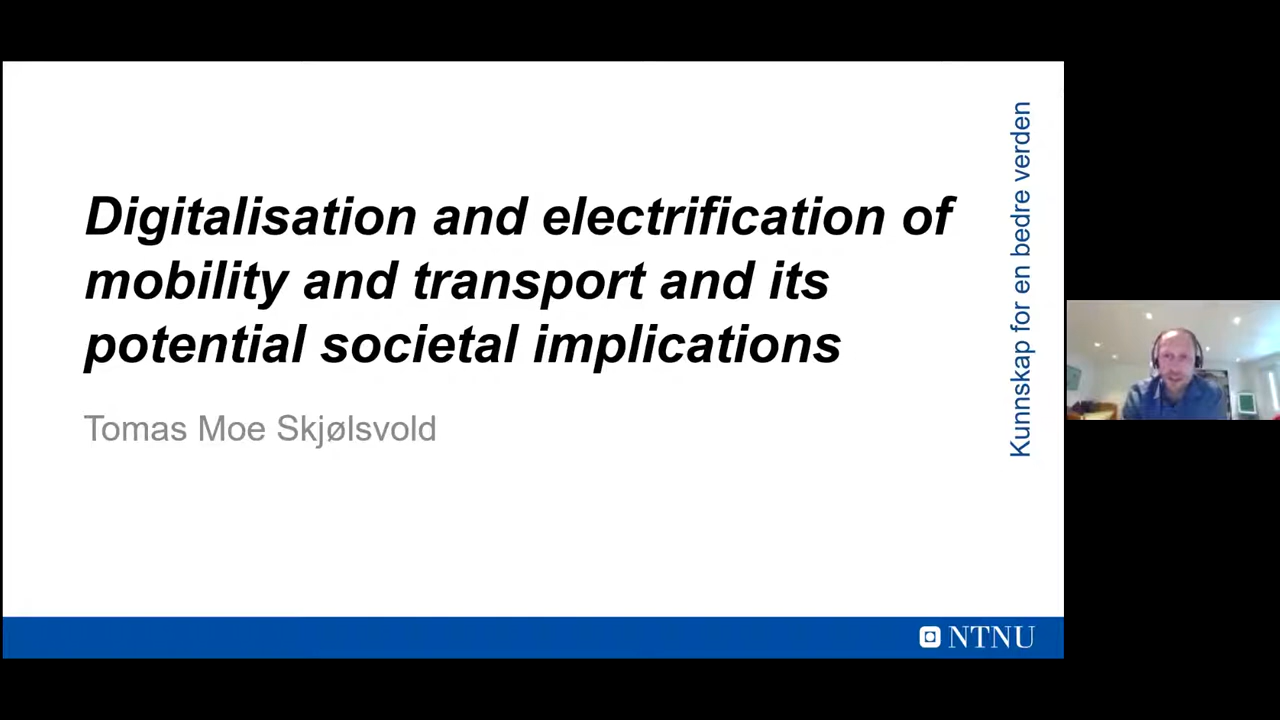 Digitalisation and electrification of
mobility and transport and its
potential societal implications
Tomas Moe Skjølsvold
Kunnskap for en bedre verden
NTNU